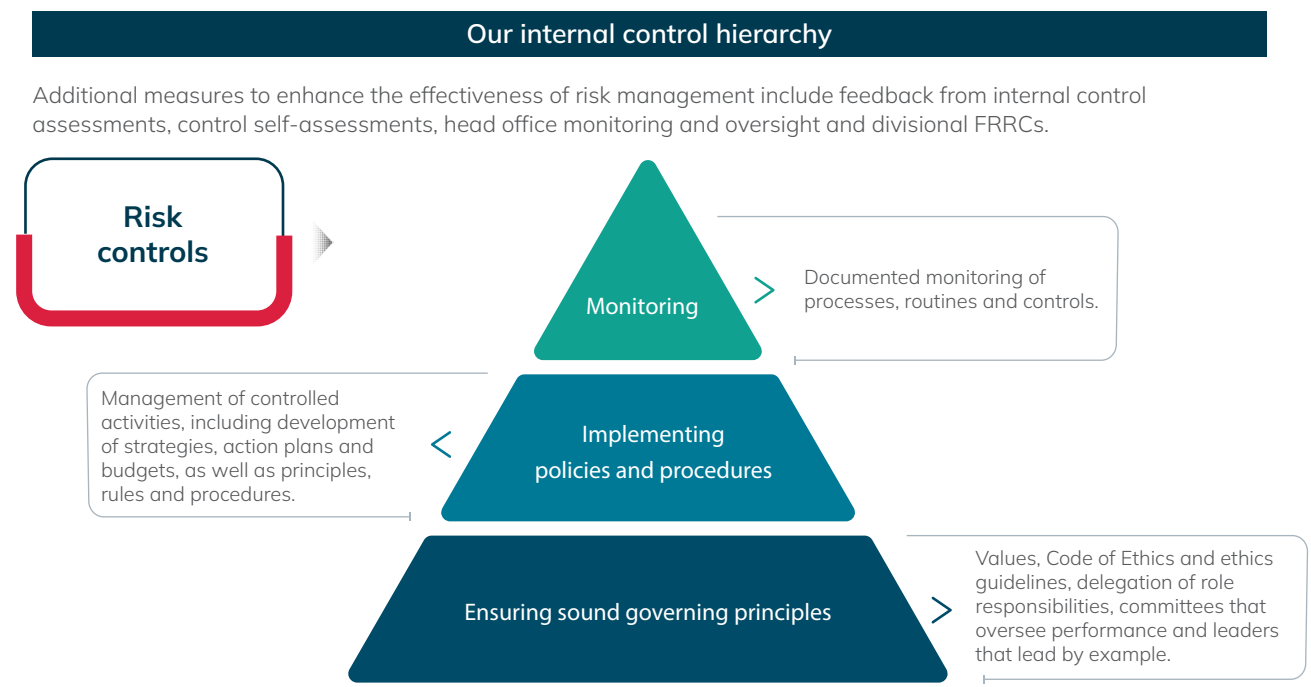 Our internal control hierarchy
Additional measures to enhance the effectiveness of risk management include feedback from internal control
assessments, control self-assessments, head office monitoring and oversight and divisional FRRCs.
Risk
controls
Monitoring
Documented monitoring of
processes, routines and controls.
Management of controlled
activities, including development
of strategies, action plans and
budgets, as well as principles,
rules and procedures.
Implementing
policies and procedures
Ensuring sound governing principles
Values, Code of Ethics and ethics
guidelines, delegation of role
responsibilities, committees that
oversee performance and leaders
that lead by example.